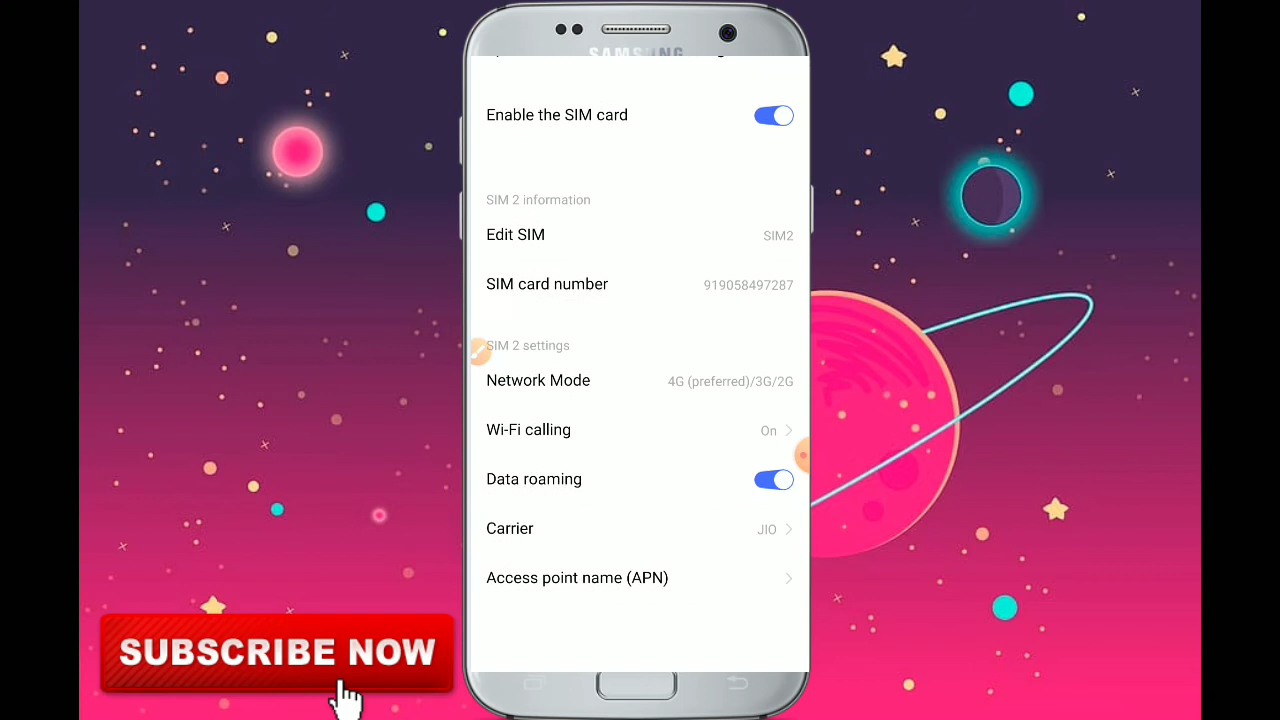 SAMSUNG
Enable the SIM card
SIM 2 information
Edit SIM SIM2
SIM card number 919058497287
SIM 2 settings
Network Mode 4G (preferred)/3G/2G
Wi-Fi calling On
Data roaming
Carrier JIO
Access point name (APN)
SUBSCRIBE NOW